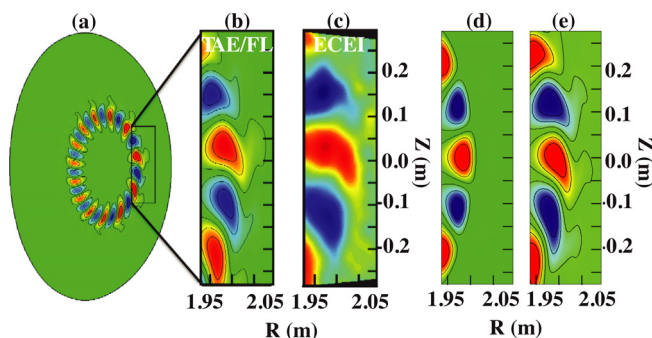 (a) (b) (c) (d) (e)
TAE/FL ECEI
0.2 0.2
0.1 0.1
0.0 0.0
Z (m) Z (m)
-0.1 -0.1
-0.2 -0.2
1.95 2.05 1.95 2.05 1.95 2.05 1.95 2.05
R (m) R (m)